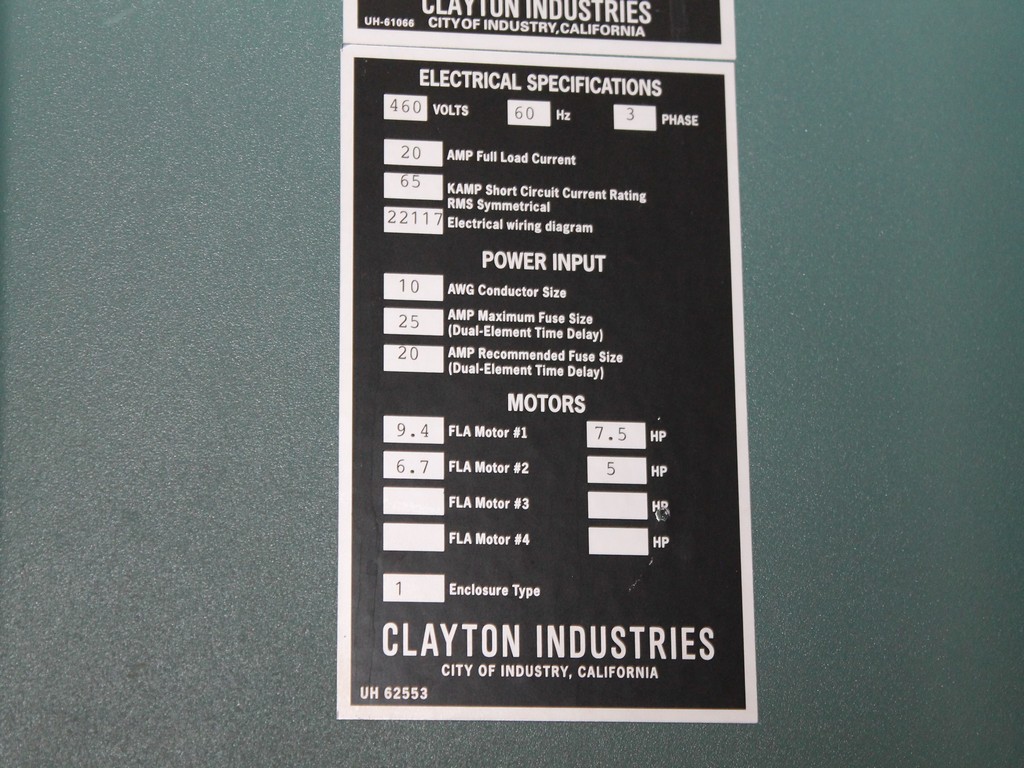 CLAYTON INDUSTRIES
UH-61066 CITY OF INDUSTRY, CALIFORNIA
ELECTRICAL SPECIFICATIONS
460 VOLTS 60 Hz 3 PHASE
20 AMP Full Load Current
65 KAMP Short Circuit Current Rating
RMS Symmetrical
22117 Electrical wiring diagram
POWER INPUT
10 AWG Conductor Size
25 AMP Maximum Fuse Size
(Dual-Element Time Delay)
20 AMP Recommended Fuse Size
(Dual-Element Time Delay)
MOTORS
9.4 FLA Motor #1 7.5 HP
6.7 FLA Motor #2 5 HP
FLA Motor #3 HP
FLA Motor #4 HP
1 Enclosure Type
CLAYTON INDUSTRIES
CITY OF INDUSTRY, CALIFORNIA
UH 62553